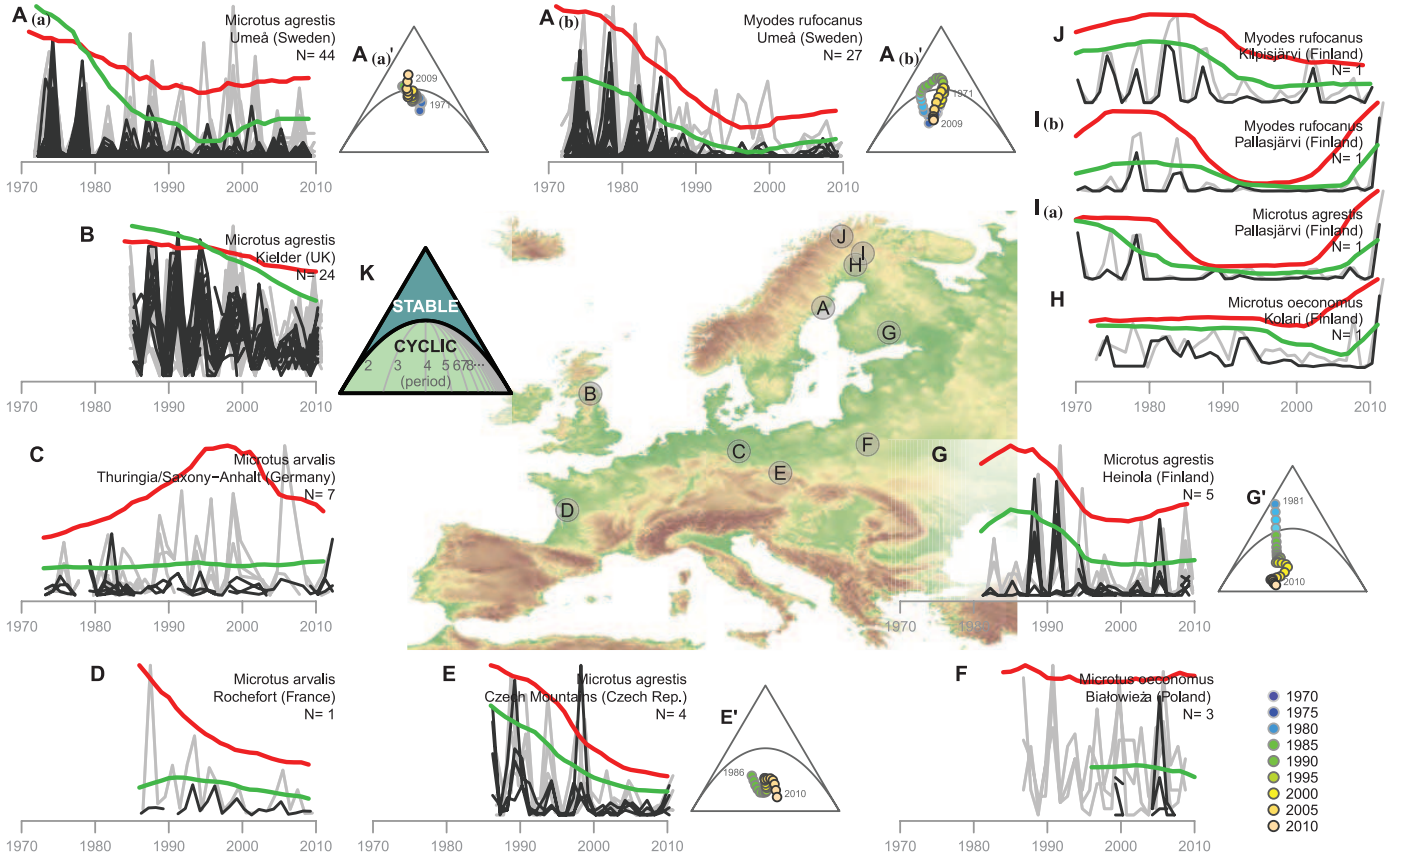 A (a)
Microtus agrestis
Umeå (Sweden)
N= 44
1970 1980 1990 2000 2010
A (a)'
2009
1971
A (b)
Myodes rufocanus
Umeå (Sweden)
N= 27
1970 1980 1990 2000 2010
A (b)'
1971
2009
J
Myodes rufocanus
Kilpisjärvi (Finland)
N= 1
I (b)
Myodes rufocanus
Pallasjärvi (Finland)
N= 1
I (a)
Microtus agrestis
Pallasjärvi (Finland)
N= 1
H
Microtus oeconomus
Kolari (Finland)
N= 1
1970 1980 1990 2000 2010
B
Microtus agrestis
Kielder (UK)
N= 24
1970 1980 1990 2000 2010
K
STABLE
CYCLIC
2 3 4 5 678...
(period)
J
I
H
A
G
B
C
F
E
D
C
Microtus arvalis
Thuringia/Saxony−Anhalt (Germany)
N= 7
1970 1980 1990 2000 2010
G
Microtus agrestis
Heinola (Finland)
N= 5
1970 1980 1990 2000 2010
G'
1981
2010
D
Microtus arvalis
Rochefort (France)
N= 1
1970 1980 1990 2000 2010
E
Microtus agrestis
Czech Mountains (Czech Rep.)
N= 4
1970 1980 1990 2000 2010
E'
1986
2010
F
Microtus oeconomus
Białowieża (Poland)
N= 3
1970 1980 1990 2000 2010
1970
1975
1980
1985
1990
1995
2000
2005
2010